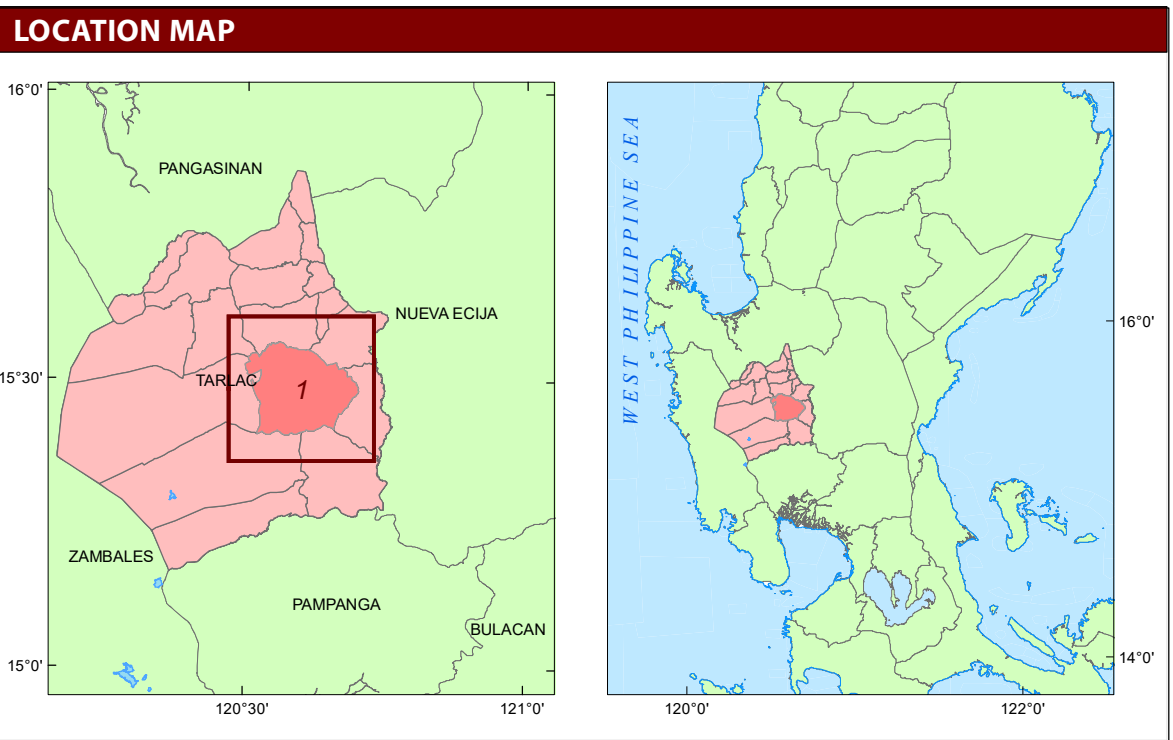 LOCATION MAP
16°0'
PANGASINAN
NUEVA ECIJA
15°30'
TARLAC
1
ZAMBALES
PAMPANGA
BULACAN
15°0'
120°30'
121°0'
WEST PHILIPPINE SEA
16°0'
14°0'
120°0'
122°0'